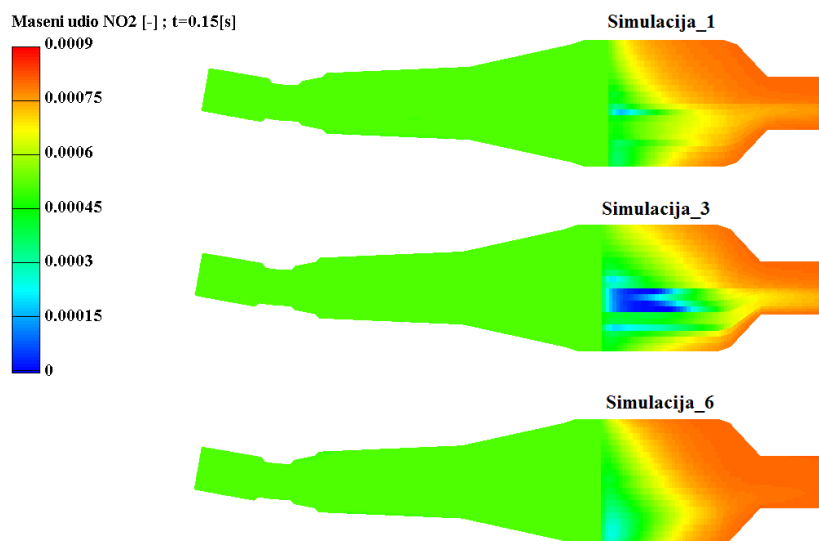 Maseni udio NO2 [-] ; t=0.15[s]
Simulacija_1
0.0009
0.00075
0.0006
0.00045
0.0003
0.00015
0
Simulacija_3
Simulacija_6